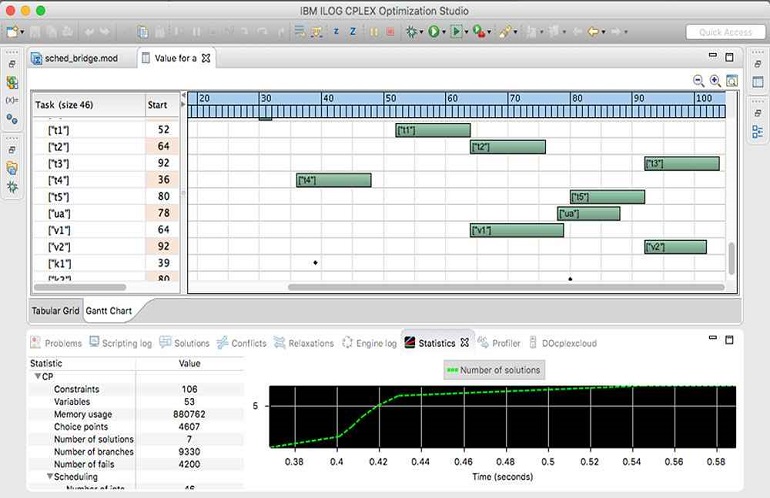 IBM ILOG CPLEX Optimization Studio
Quick Access
sched_bridge.mod Value for a
Task (size 46) Start 20 30 40 50 60 70 80 90 100
["t1"] 52 ["t1"]
["t2"] 64 ["t2"]
["t3"] 92 ["t3"]
["t4"] 36 ["t4"]
["t5"] 80 ["t5"]
["ua"] 78 ["ua"]
["v1"] 64 ["v1"]
["v2"] 92 ["v2"]
["k1"] 39
80
Tabular Grid Gantt Chart
Problems Scripting log Solutions Conflicts Relaxations Engine log Statistics Profiler DOcplexcloud
Statistic Value
Number of solutions
CP
Constraints 106
Variables 53
Memory usage 880762
Choice points 4607
Number of solutions 7
Number of branches 9330
Number of fails 4200
Scheduling
5
0.38 0.4 0.42 0.44 0.46 0.48 0.5 0.52 0.54 0.56 0.58
Time (seconds)